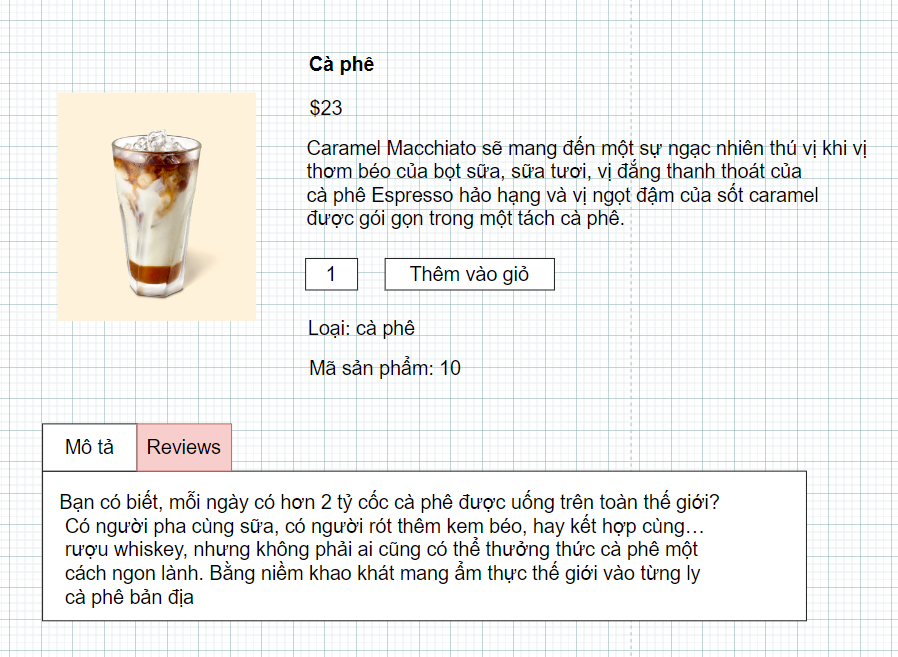 Cà phê
$23
Caramel Macchiato sẽ mang đến một sự ngạc nhiên thú vị khi vị
thơm béo của bọt sữa, sữa tươi, vị đắng thanh thoát của
cà phê Espresso hảo hạng và vị ngọt đậm của sốt caramel
được gói gọn trong một tách cà phê.
1 Thêm vào giỏ
Loại: cà phê
Mã sản phẩm: 10
Mô tả Reviews
Bạn có biết, mỗi ngày có hơn 2 tỷ cốc cà phê được uống trên toàn thế giới?
Có người pha cùng sữa, có người rót thêm kem béo, hay kết hợp cùng…
rượu whiskey, nhưng không phải ai cũng có thể thưởng thức cà phê một
cách ngon lành. Bằng niềm khao khát mang ẩm thực thế giới vào từng ly
cà phê bản địa